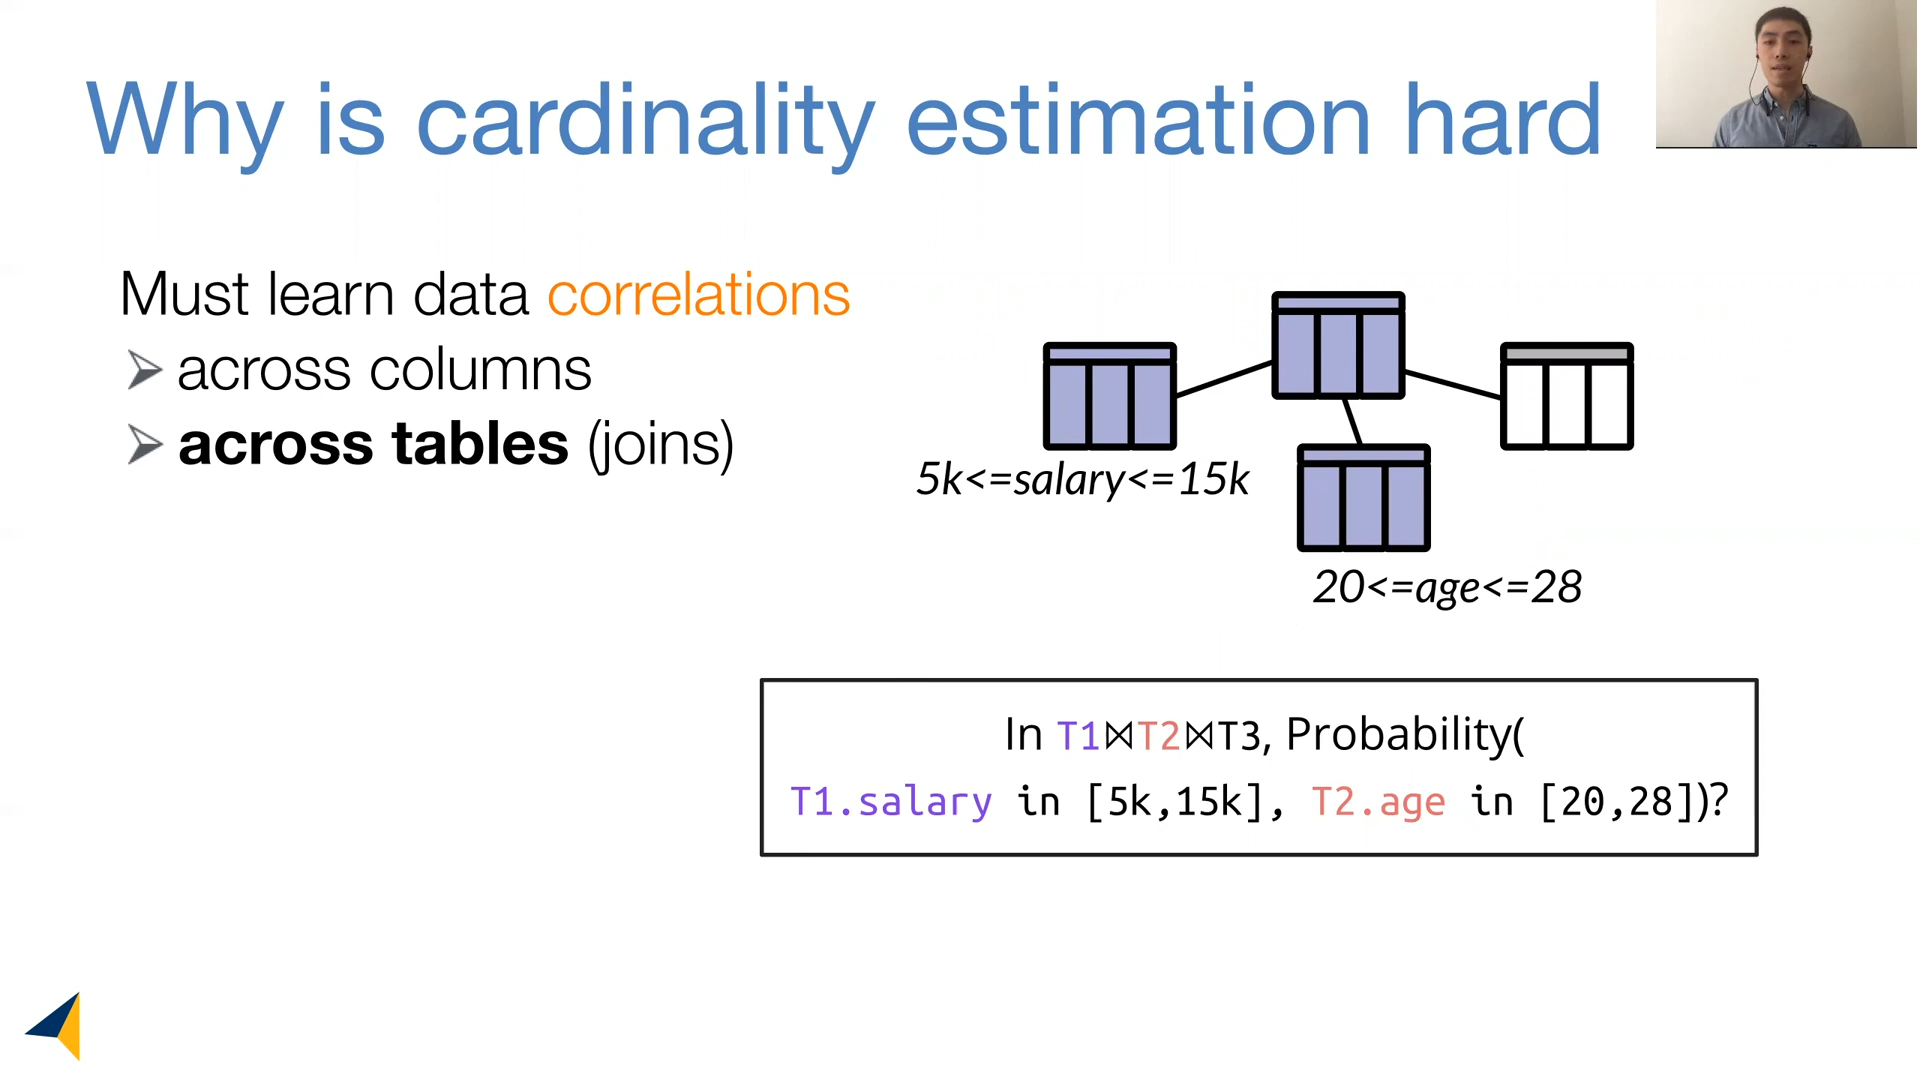 Why is cardinality estimation hard
Must learn data correlations
across columns
across tables (joins)
5k<=salary<=15k
20<=age<=28
In T1⋈T2⋈T3, Probability(
T1.salary in [5k,15k], T2.age in [20,28])?